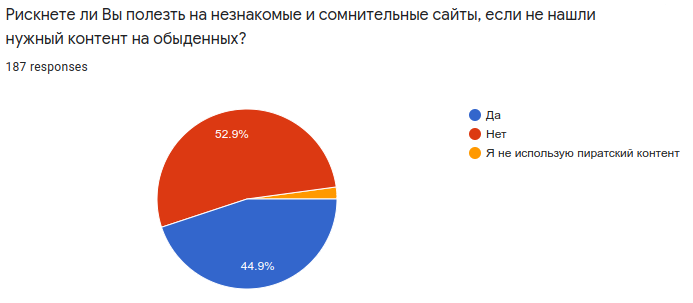 Рискнете ли Вы полезть на незнакомые и сомнительные сайты, если не нашли
нужный контент на обыденных?
187 responses
Да
Нет
Я не использую пиратский контент
52.9%
44.9%